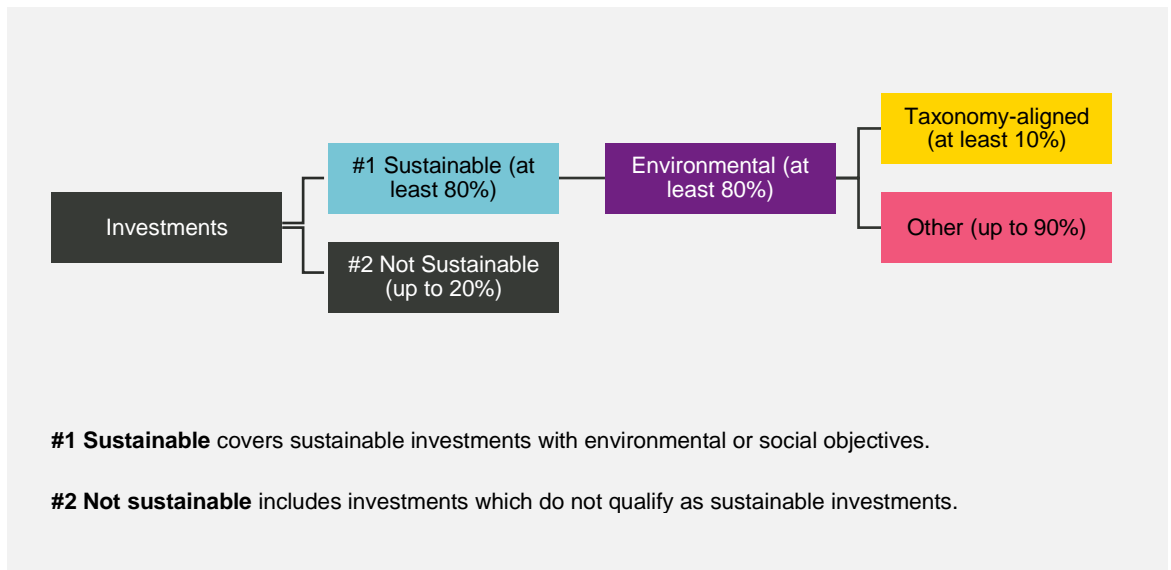 Investments
#1 Sustainable (at
least 80%)
#2 Not Sustainable
(up to 20%)
Environmental (at
least 80%)
Taxonomy-aligned
(at least 10%)
Other (up to 90%)
#1 Sustainable covers sustainable investments with environmental or social objectives.
#2 Not sustainable includes investments which do not qualify as sustainable investments.